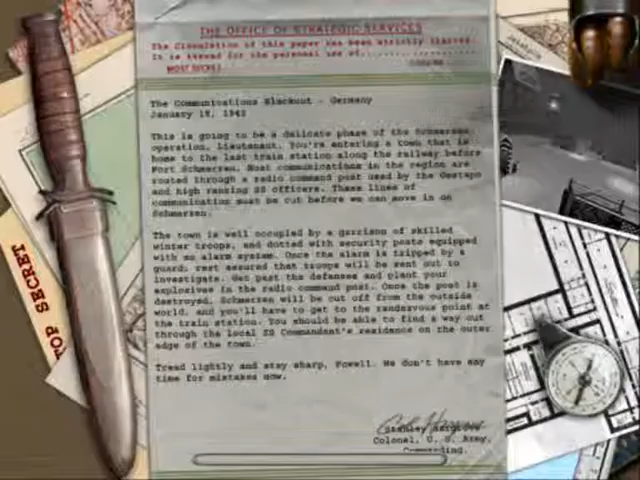 THE OFFICE OF STRATEGIC SERVICES
The Circulation of this paper has been strictly limited.
It is issued for the personal use of
MOST SECRET
The Communications Blackout - Germany
January 18, 1945
This is going to be a delicate phase of the Schmerzen
operation, Lieutenant. You're entering a town that is
home to the last train station along the railway before
Fort Schmerzen. Most communications in the region are
routed through a radio command post used by the Gestapo
and high ranking SS officers. These lines of
communication must be cut before we can move in on
Schmerzen.
The town is well occupied by a garrison of skilled
winter troops, and dotted with security posts equipped
with an alarm system. Once the alarm is tripped by a
guard, rest assured that troops will be sent out to
investigate. Get past the defenses and plant your
explosives in the radio command post. Once the post is
destroyed, Schmerzen will be cut off from the outside
world, and you'll have to get to the rendezvous point at
the train station. You should be able to find a way out
through the local SS Commandant's residence on the outer
edge of the town.
Tread lightly and stay sharp, Powell. We don't have any
time for mistakes now.
Stanley Hargrove
Colonel, U. S. Army,
Commanding.
TOP SECRET